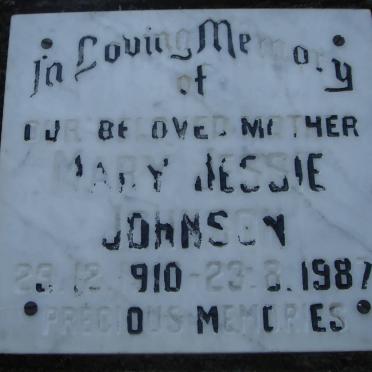 In Loving Memory
of
OUR BELOVED MOTHER
MARY JESSIE
JOHNSON
23.12.1910-23.8.1987
PRECIOUS MEMORIES